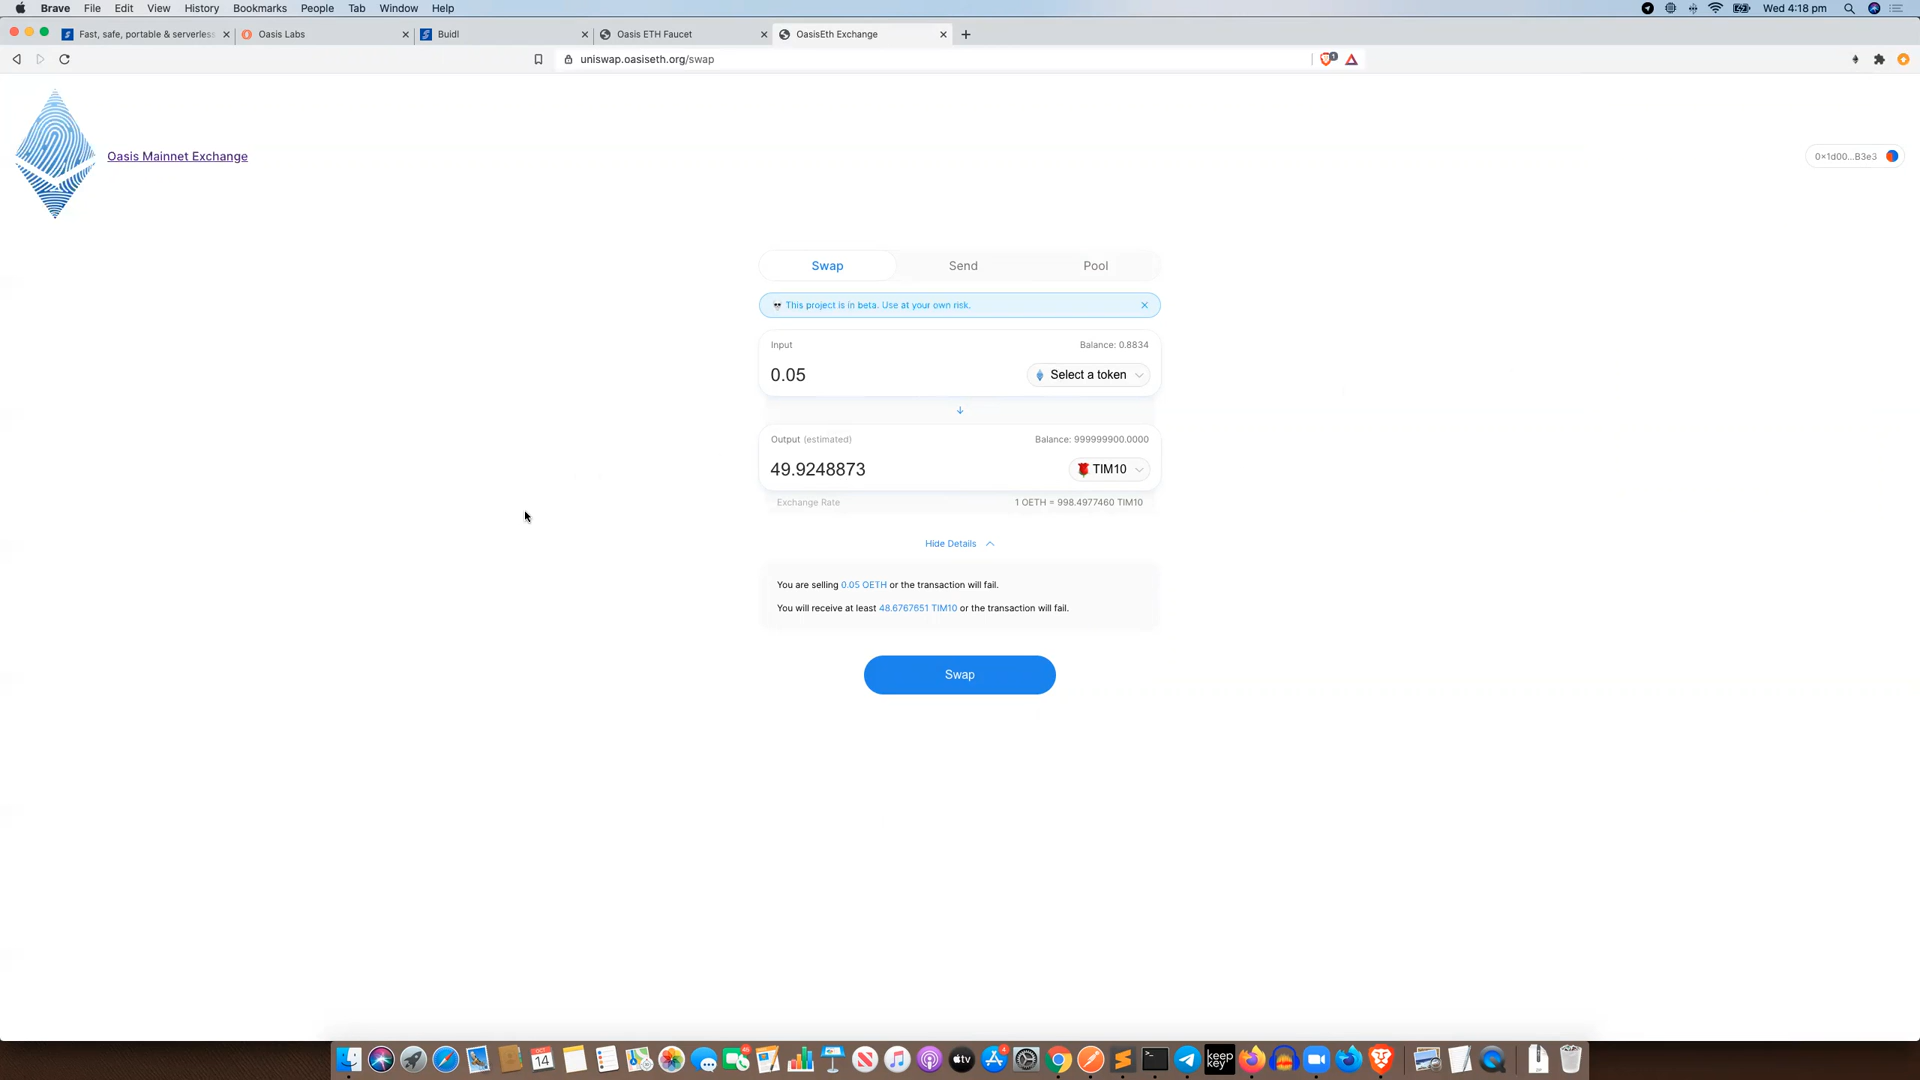 Brave File Edit View History Bookmarks People Tab Window Help
Wed 4:18 pm
Fast, safe, portable & serverless
Oasis Labs
Buidl
Oasis ETH Faucet
OasisEth Exchange
uniswap.oasiseth.org/swap
1
Oasis Mainnet Exchange
0x1d00...B3e3
Swap Send Pool
This project is in beta. Use at your own risk.
Input Balance: 0.8834
0.05 Select a token
Output (estimated) Balance: 999999900.0000
49.9248873 TIM10
Exchange Rate 1 OETH = 998.4977460 TIM10
Hide Details
You are selling 0.05 OETH or the transaction will fail.
You will receive at least 48.6767651 TIM10 or the transaction will fail.
Swap
14
tv
keep
key